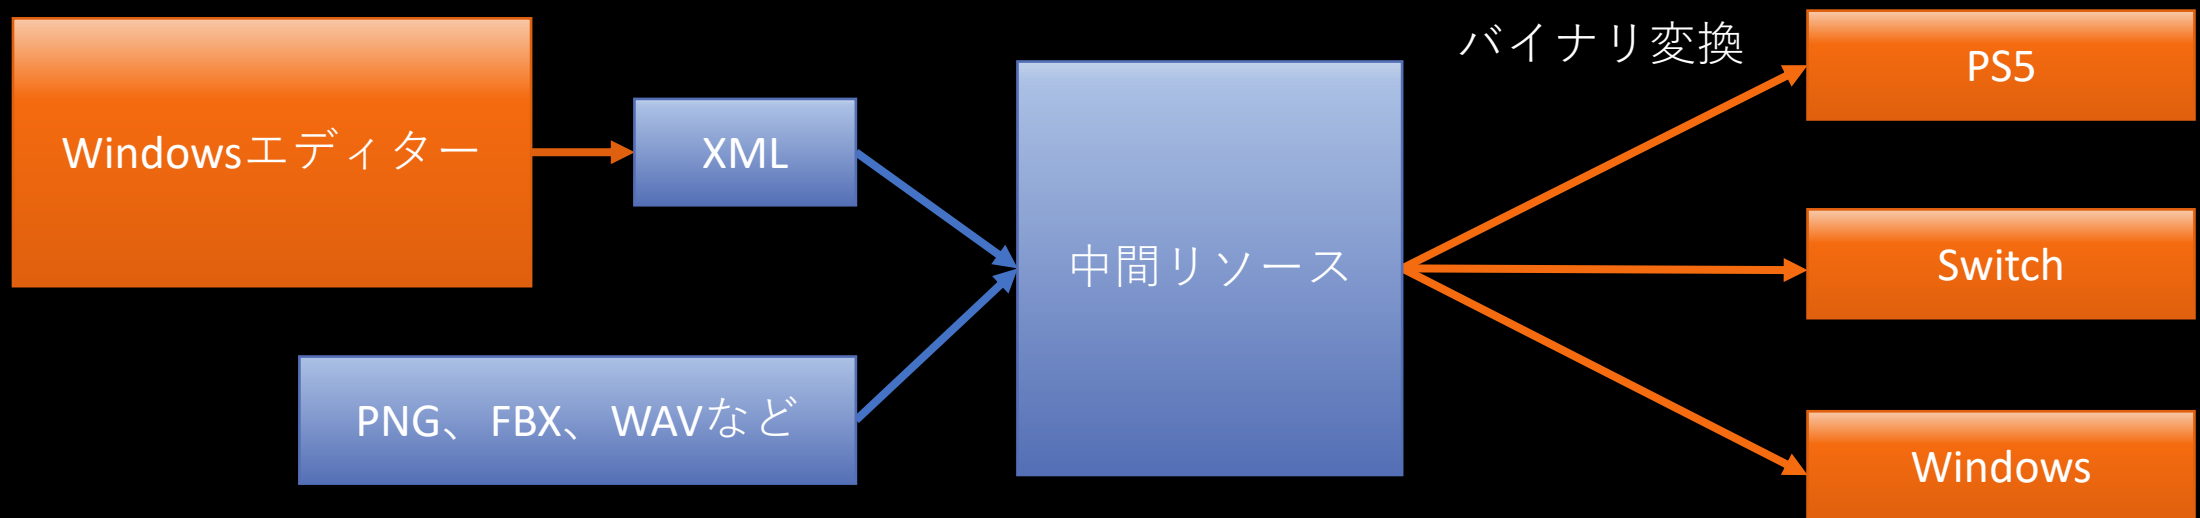 Windowsエディター
XML
PNG、FBX、WAVなど
中間リソース
バイナリ変換
PS5
Switch
Windows